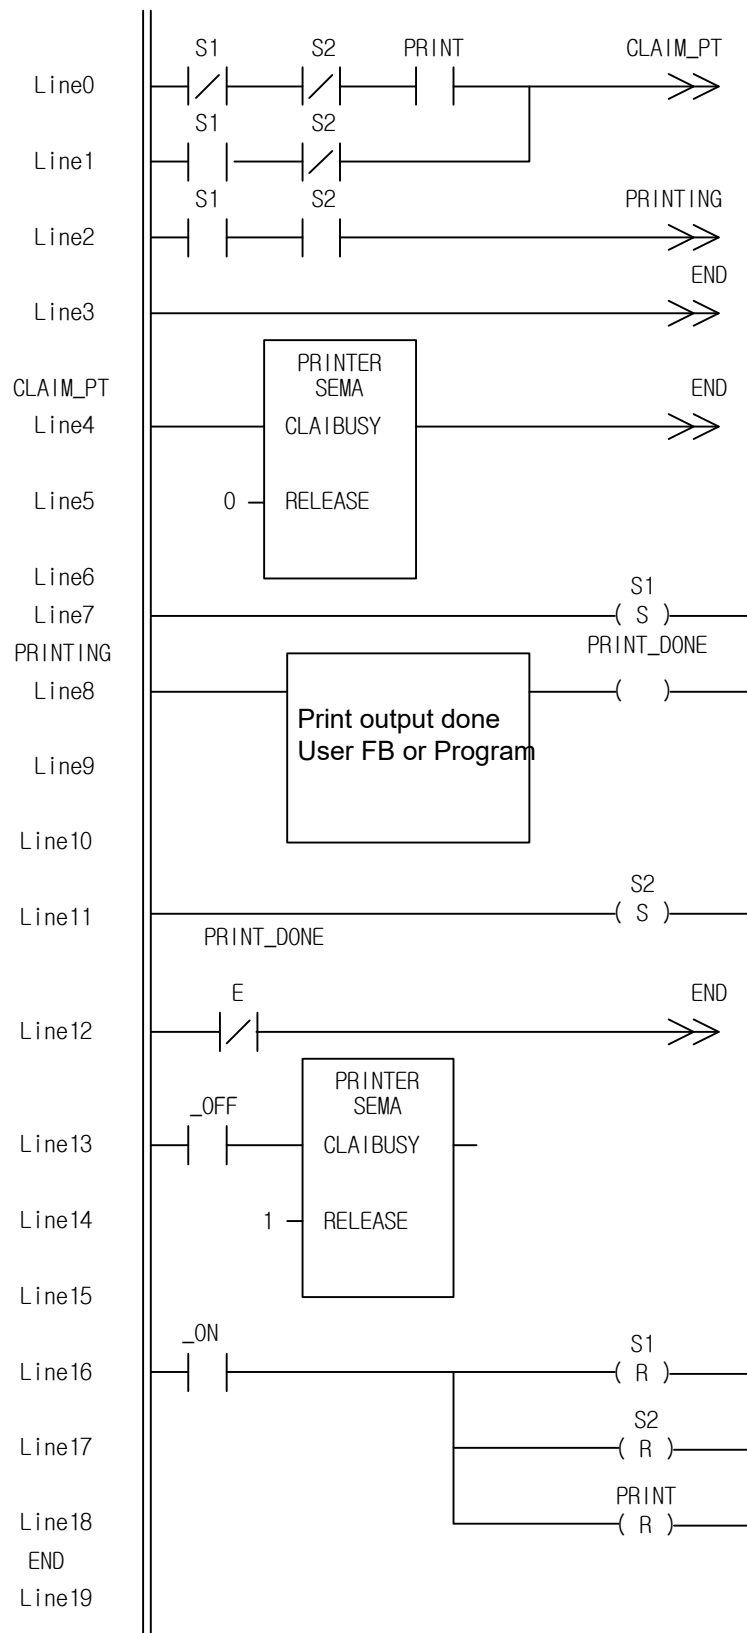 S1 S2 PRINT CLAIM_PT
Line0
S1 S2
Line1
S1 S2 PRINTING
Line2
END
Line3
PRINTER
CLAIM_PT SEMA END
Line4 CLAIBUSY
Line5 0 RELEASE
Line6
S1
Line7 ( S )
PRINTING PRINT_DONE
Line8 ( )
Print output done
User FB or Program
Line9
Line10
S2
Line11 ( S )
PRINT_DONE
E END
Line12
PRINTER
_OFF SEMA
Line13 CLAIBUSY
Line14 1 RELEASE
Line15
_ON S1
Line16 ( R )
S2
Line17 ( R )
PRINT
Line18 ( R )
END
Line19